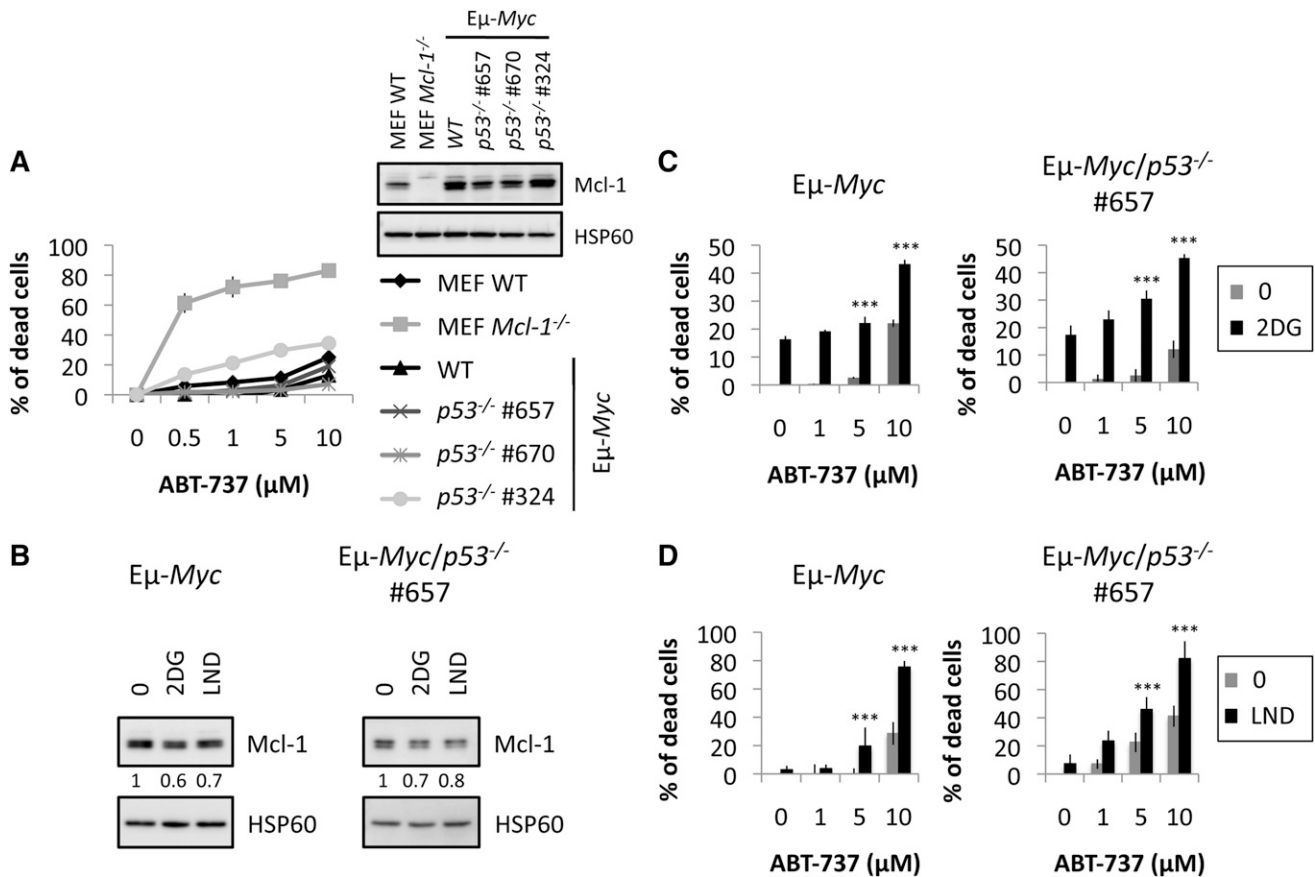 A
Eμ-Myc
MEF WT
MEF Mcl-1-/-
WT
p53-/- #657
p53-/- #670
p53-/- #324
Mcl-1
HSP60
% of dead cells
100
80
60
40
20
0
0 0.5 1 5 10
ABT-737 (μM)
MEF WT
MEF Mcl-1-/-
WT
p53-/- #657
p53-/- #670
p53-/- #324
Eμ-Myc
B
Eμ-Myc
0 2DG LND
Mcl-1
1 0.6 0.7
HSP60
Eμ-Myc/p53-/-
#657
0 2DG LND
Mcl-1
1 0.7 0.8
HSP60
C
Eμ-Myc
% of dead cells
50
40
30
20
10
0
***
***
0 1 5 10
ABT-737 (μM)
Eμ-Myc/p53-/-
#657
% of dead cells
50
40
30
20
10
0
***
***
0 1 5 10
ABT-737 (μM)
0
2DG
D
Eμ-Myc
% of dead cells
100
80
60
40
20
0
***
***
0 1 5 10
ABT-737 (μM)
Eμ-Myc/p53-/-
#657
% of dead cells
100
80
60
40
20
0
***
***
0 1 5 10
ABT-737 (μM)
0
LND